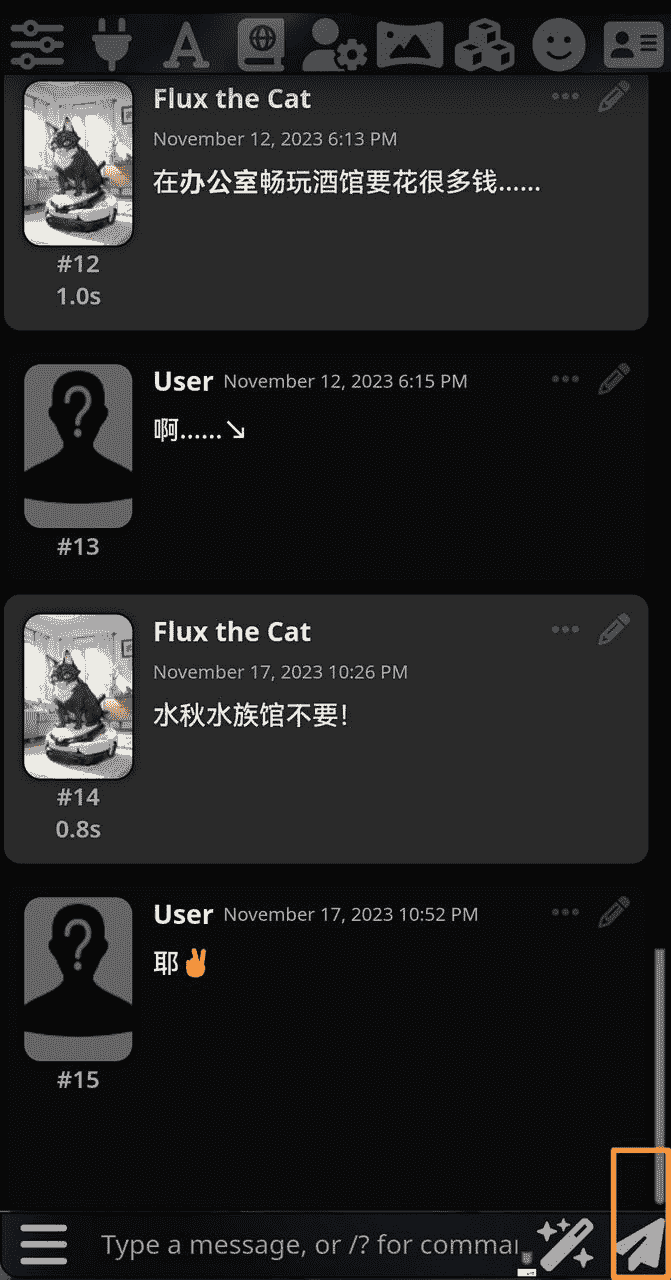 Flux the Cat
November 12, 2023 6:13 PM
在办公室畅玩酒馆要花很多钱……
#12
1.0s
User November 12, 2023 6:15 PM
啊……↘
#13
Flux the Cat
November 17, 2023 10:26 PM
水秋水族馆不要！
#14
0.8s
User November 17, 2023 10:52 PM
耶✌
#15
Type a message, or /? for comman